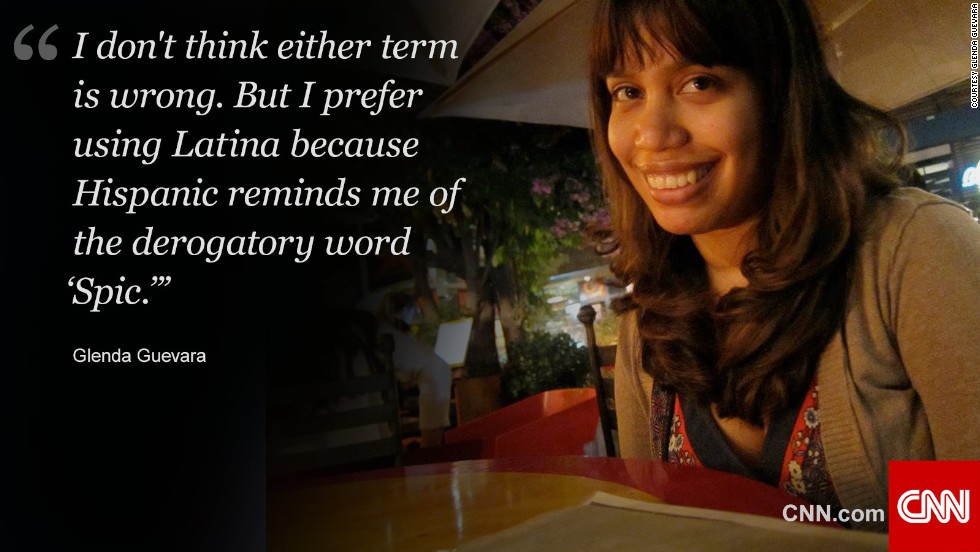 “
I don't think either term
is wrong. But I prefer
using Latina because
Hispanic reminds me of
the derogatory word
‘Spic.’”
Glenda Guevara
COURTESY GLENDA GUEVARA
CNN.com
CNN